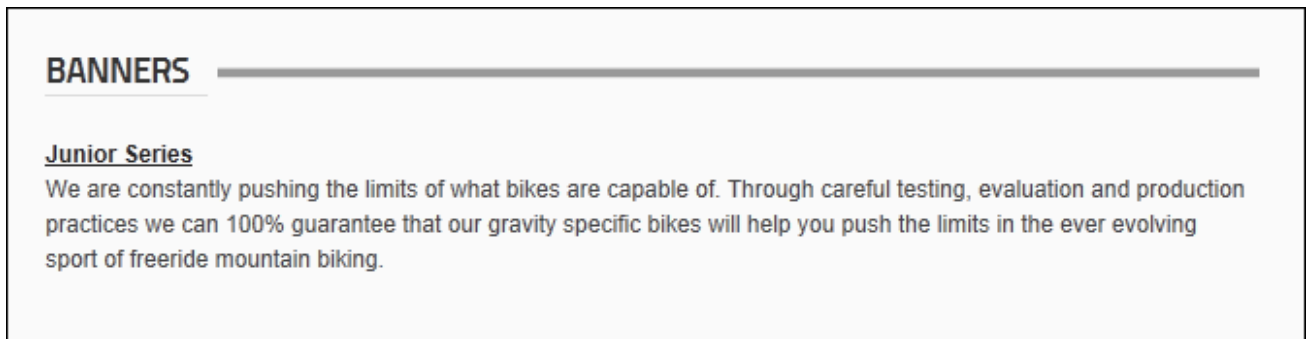 BANNERS
Junior Series
We are constantly pushing the limits of what bikes are capable of. Through careful testing, evaluation and production
practices we can 100% guarantee that our gravity specific bikes will help you push the limits in the ever evolving
sport of freeride mountain biking.